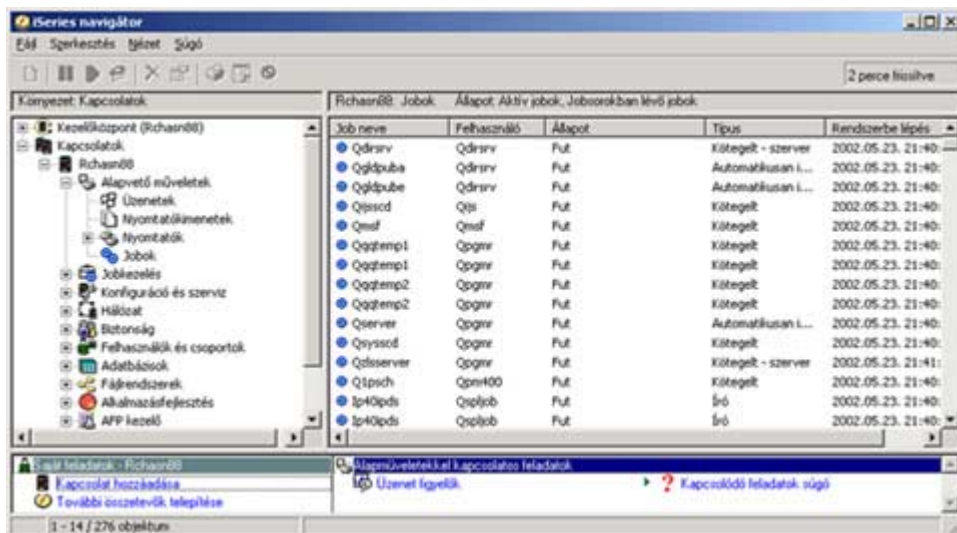 iSeries navigátor
Fájl Szerkesztés Nézet Súgó
2 perce frissítve
Környezet: Kapcsolatok
Rchasn88: Jobok Állapot: Aktív jobok, Jobsorokban lévő jobok
Kezelőközpont (Rchasn88)
Kapcsolatok
Rchasn88
Alapvető műveletek
Üzenetek
Nyomtatókimenetek
Nyomtatók
Jobok
Jobkezelés
Konfiguráció és szerviz
Hálózat
Biztonság
Felhasználók és csoportok
Adatbázisok
Fájlrendszerek
Alkalmazásfejlesztés
AFP kezelő
Job neve Felhasználó Állapot Típus Rendszerbe lépés
Qdirsrv Qdirsrv Fut Kötegelt - szerver 2002.05.23. 21:40:
Qgldpuba Qdirsrv Fut Automatikusan i... 2002.05.23. 21:40:
Qgldpube Qdirsrv Fut Automatikusan i... 2002.05.23. 21:40:
Qijsscd Qijs Fut Kötegelt 2002.05.23. 21:40:
Qmsf Qmsf Fut Kötegelt 2002.05.23. 21:40:
Qqqtemp1 Qpgmr Fut Kötegelt 2002.05.23. 21:40:
Qqqtemp1 Qpgmr Fut Kötegelt 2002.05.23. 21:40:
Qqqtemp2 Qpgmr Fut Kötegelt 2002.05.23. 21:40:
Qqqtemp2 Qpgmr Fut Kötegelt 2002.05.23. 21:40:
Qserver Qpgmr Fut Automatikusan i... 2002.05.23. 21:40:
Qsysscd Qpgmr Fut Kötegelt 2002.05.23. 21:40:
Qzlsserver Qpgmr Fut Kötegelt - szerver 2002.05.23. 21:41:
Q1psch Qpm400 Fut Kötegelt 2002.05.23. 21:40:
Ip40ipds Qspljob Fut Író 2002.05.23. 21:40:
Ip40ipds Qspljob Fut Író 2002.05.23. 21:40:
Saját feladatok - Rchasn88
Kapcsolat hozzáadása
További összetevők telepítése
Alapműveletekkel kapcsolatos feladatok
Üzenet figyelők
Kapcsolódó feladatok súgó
1 - 14 / 276 objektum